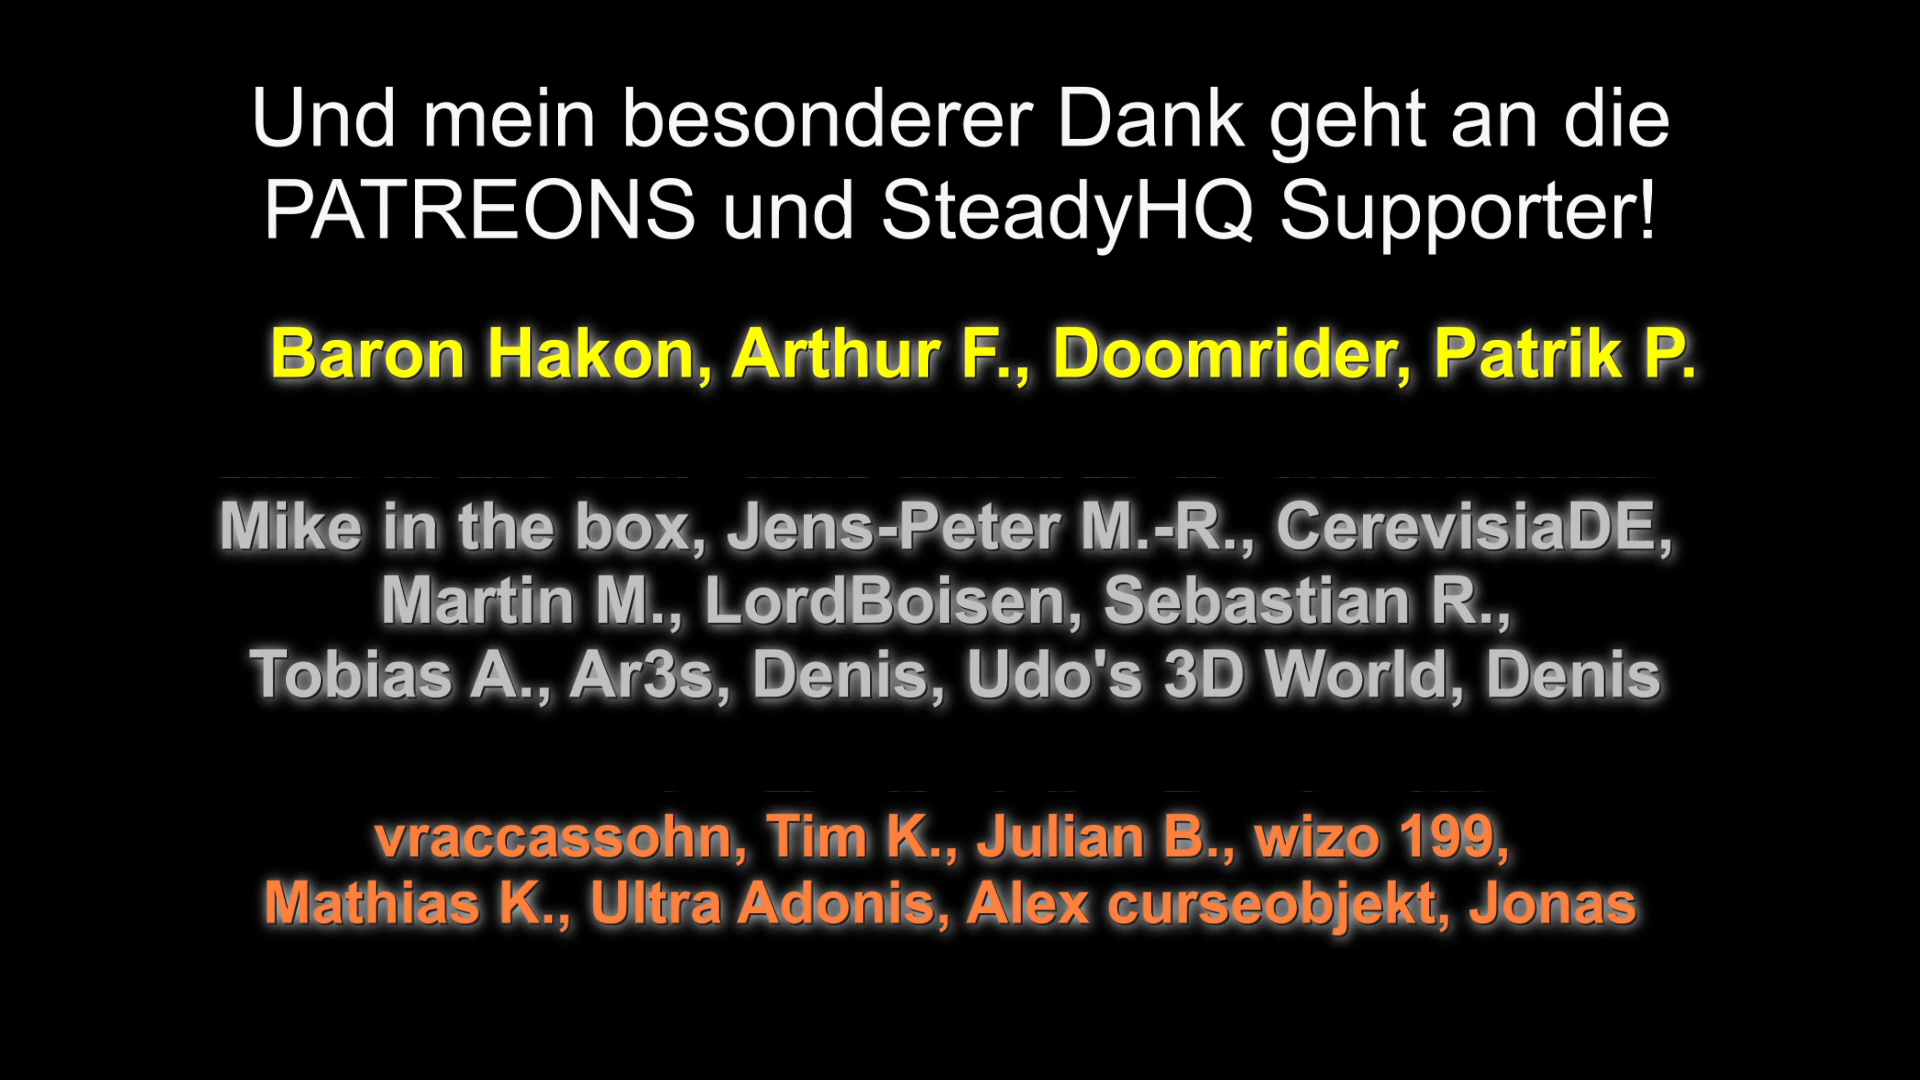 Und mein besonderer Dank geht an die
PATREONS und SteadyHQ Supporter!
Baron Hakon, Arthur F., Doomrider, Patrik P.
Mike in the box, Jens-Peter M.-R., CerevisiaDE,
Martin M., LordBoisen, Sebastian R.,
Tobias A., Ar3s, Denis, Udo's 3D World, Denis
vraccassohn, Tim K., Julian B., wizo 199,
Mathias K., Ultra Adonis, Alex curseobjekt, Jonas